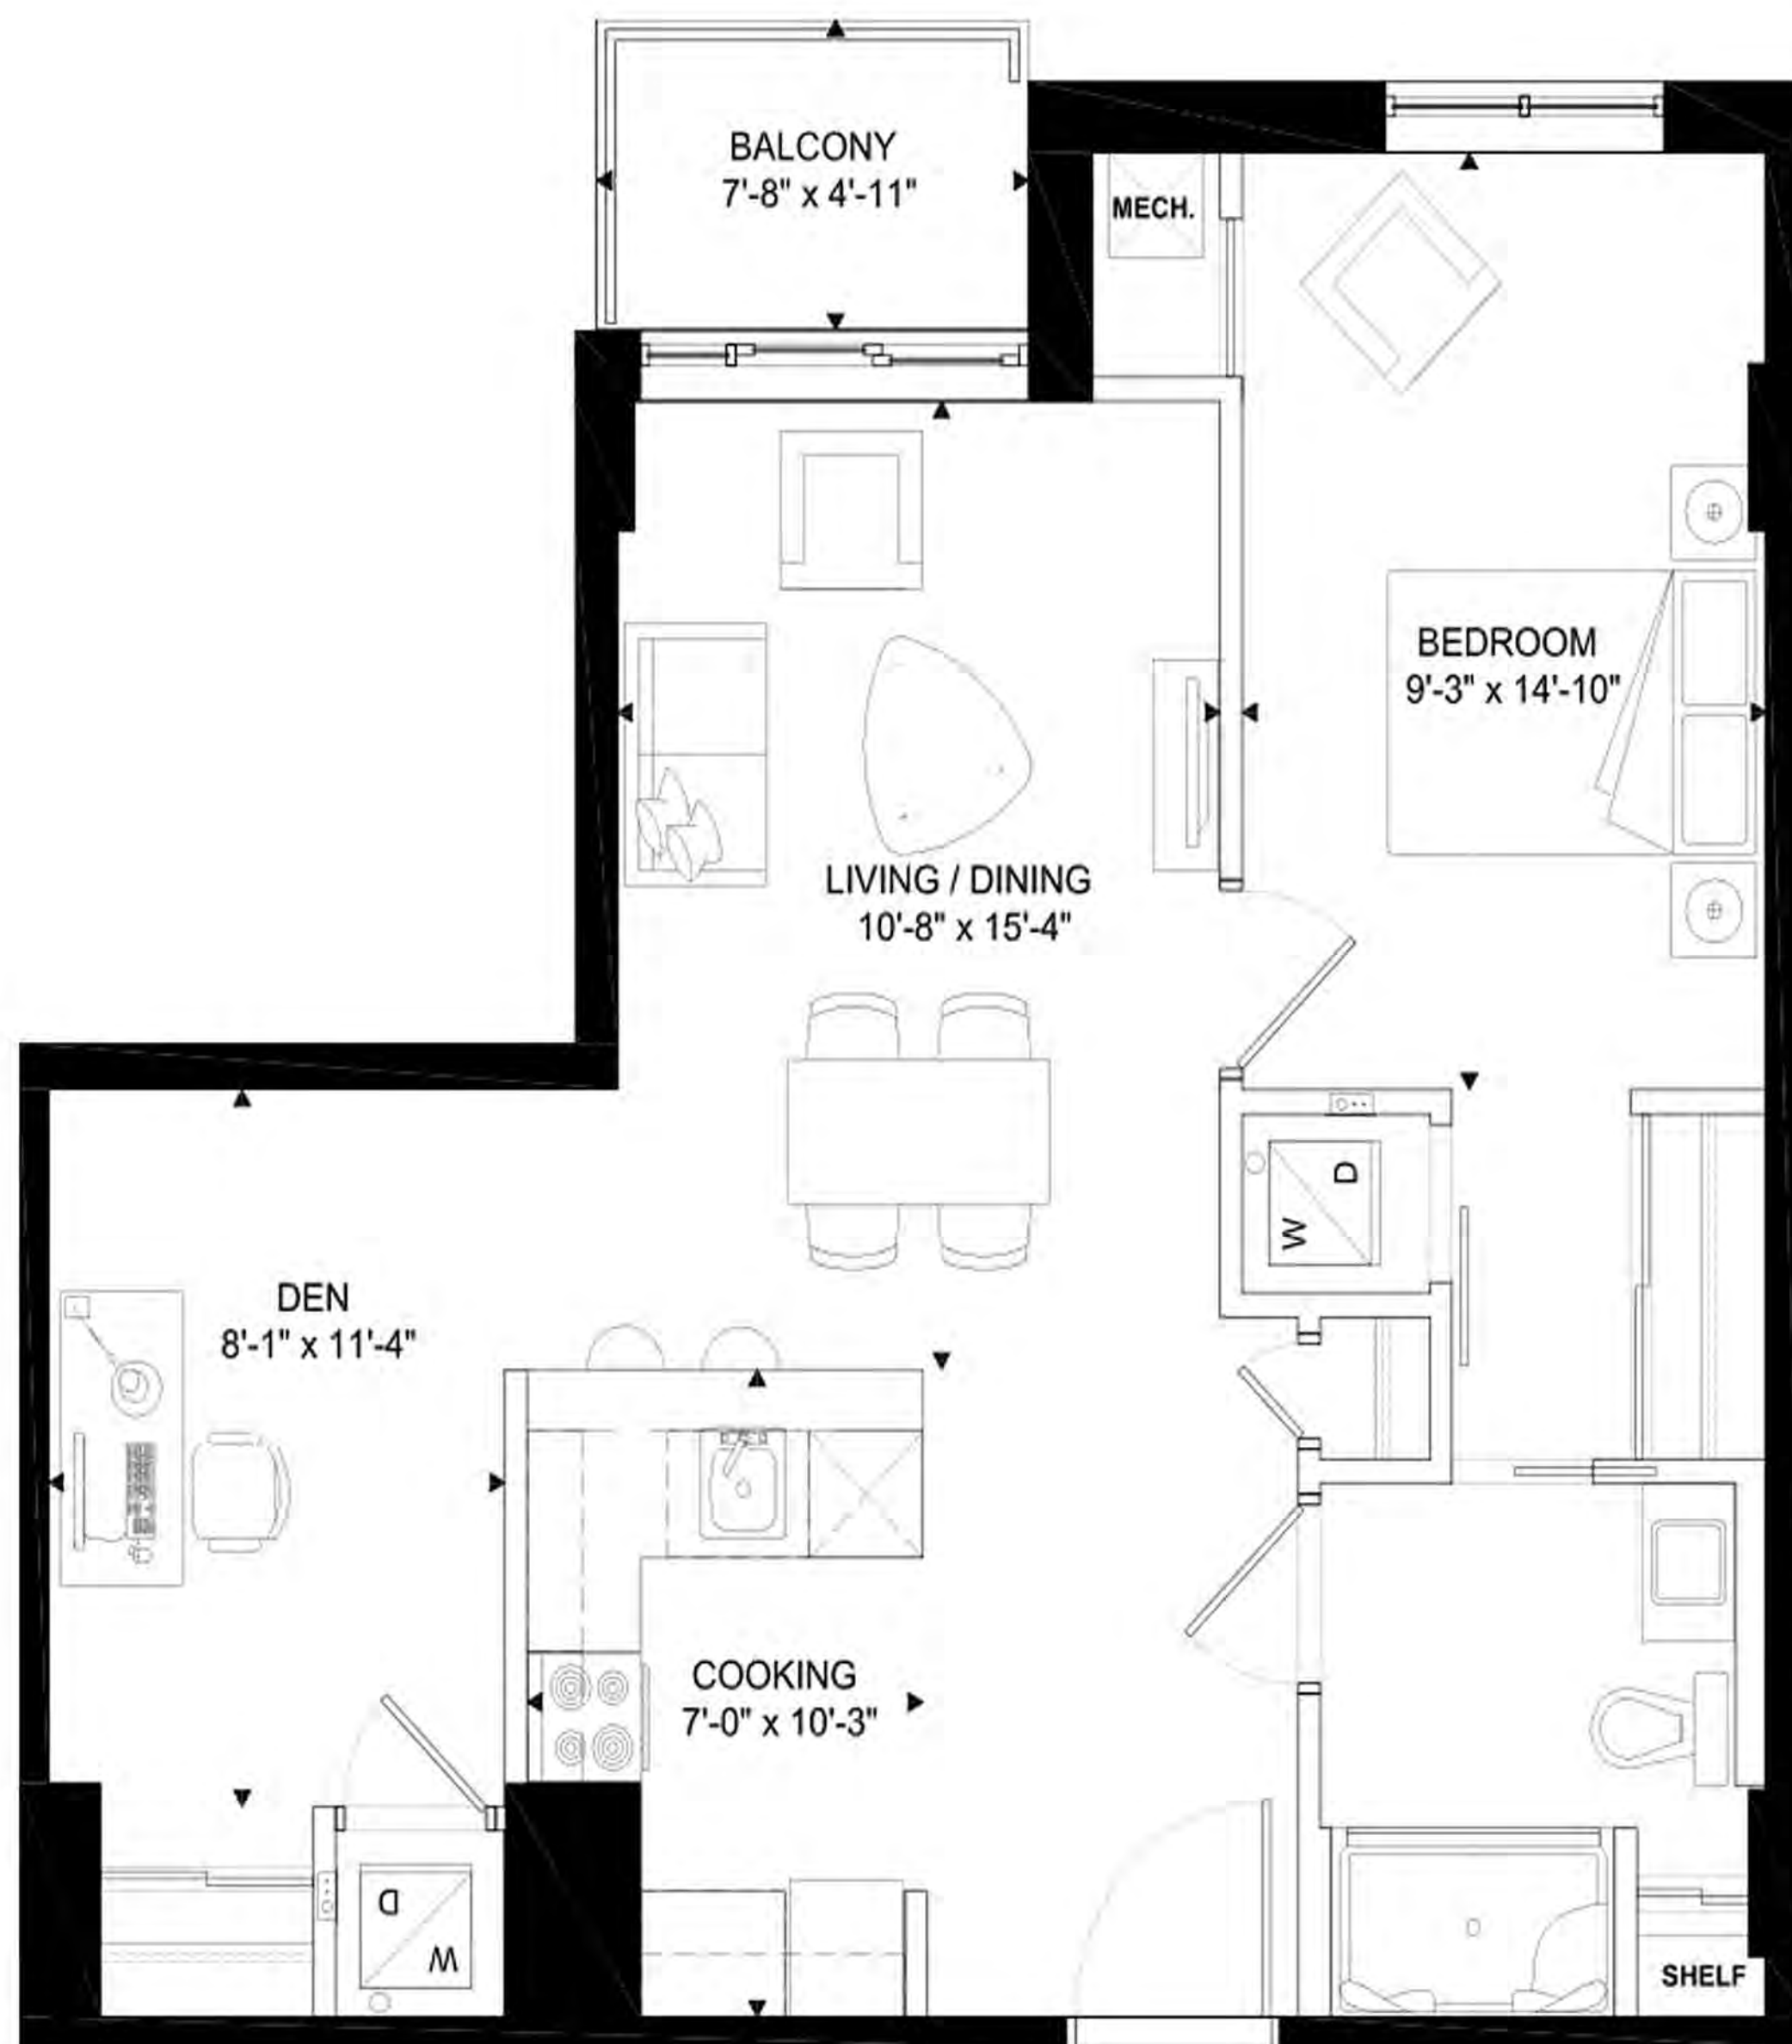 BALCONY
7'-8" x 4'-11"
MECH.
BEDROOM
9'-3" x 14'-10"
LIVING / DINING
10'-8" x 15'-4"
D
W
DEN
8'-1" x 11'-4"
COOKING
7'-0" x 10'-3"
D
W
SHELF